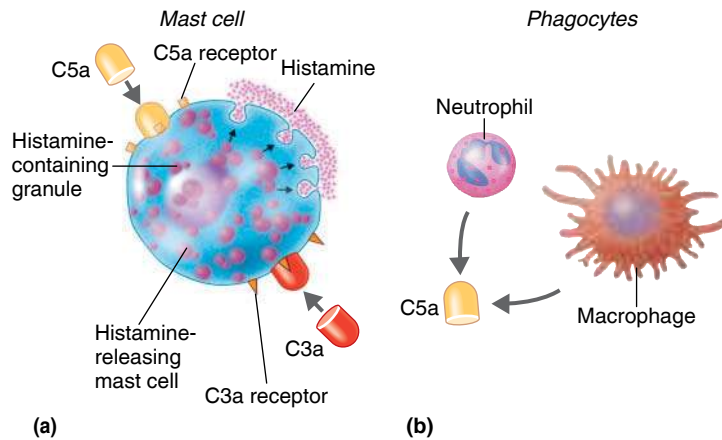 Mast cell
C5a receptor
C5a
Histamine
Histamine-
containing
granule
Histamine-
releasing
mast cell
C3a
C3a receptor
(a)
Phagocytes
Neutrophil
C5a
Macrophage
(b)